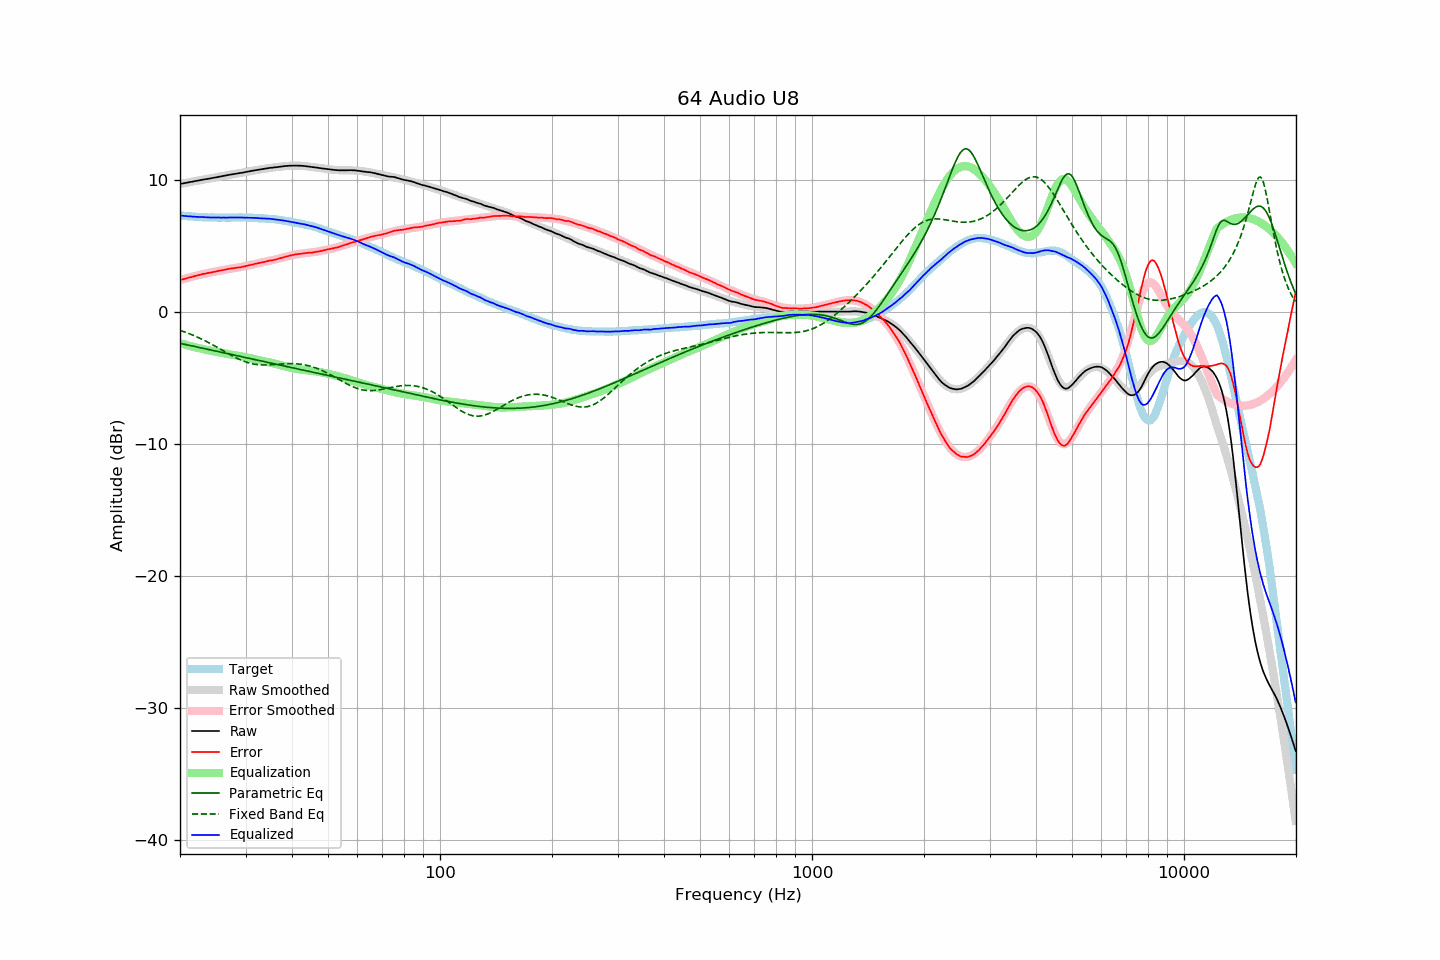 64 Audio U8
10
0
−10
−20
−30
−40
Amplitude (dBr)
Target
Raw Smoothed
Error Smoothed
Raw
Error
Equalization
Parametric Eq
Fixed Band Eq
Equalized
100
1000
10000
Frequency (Hz)